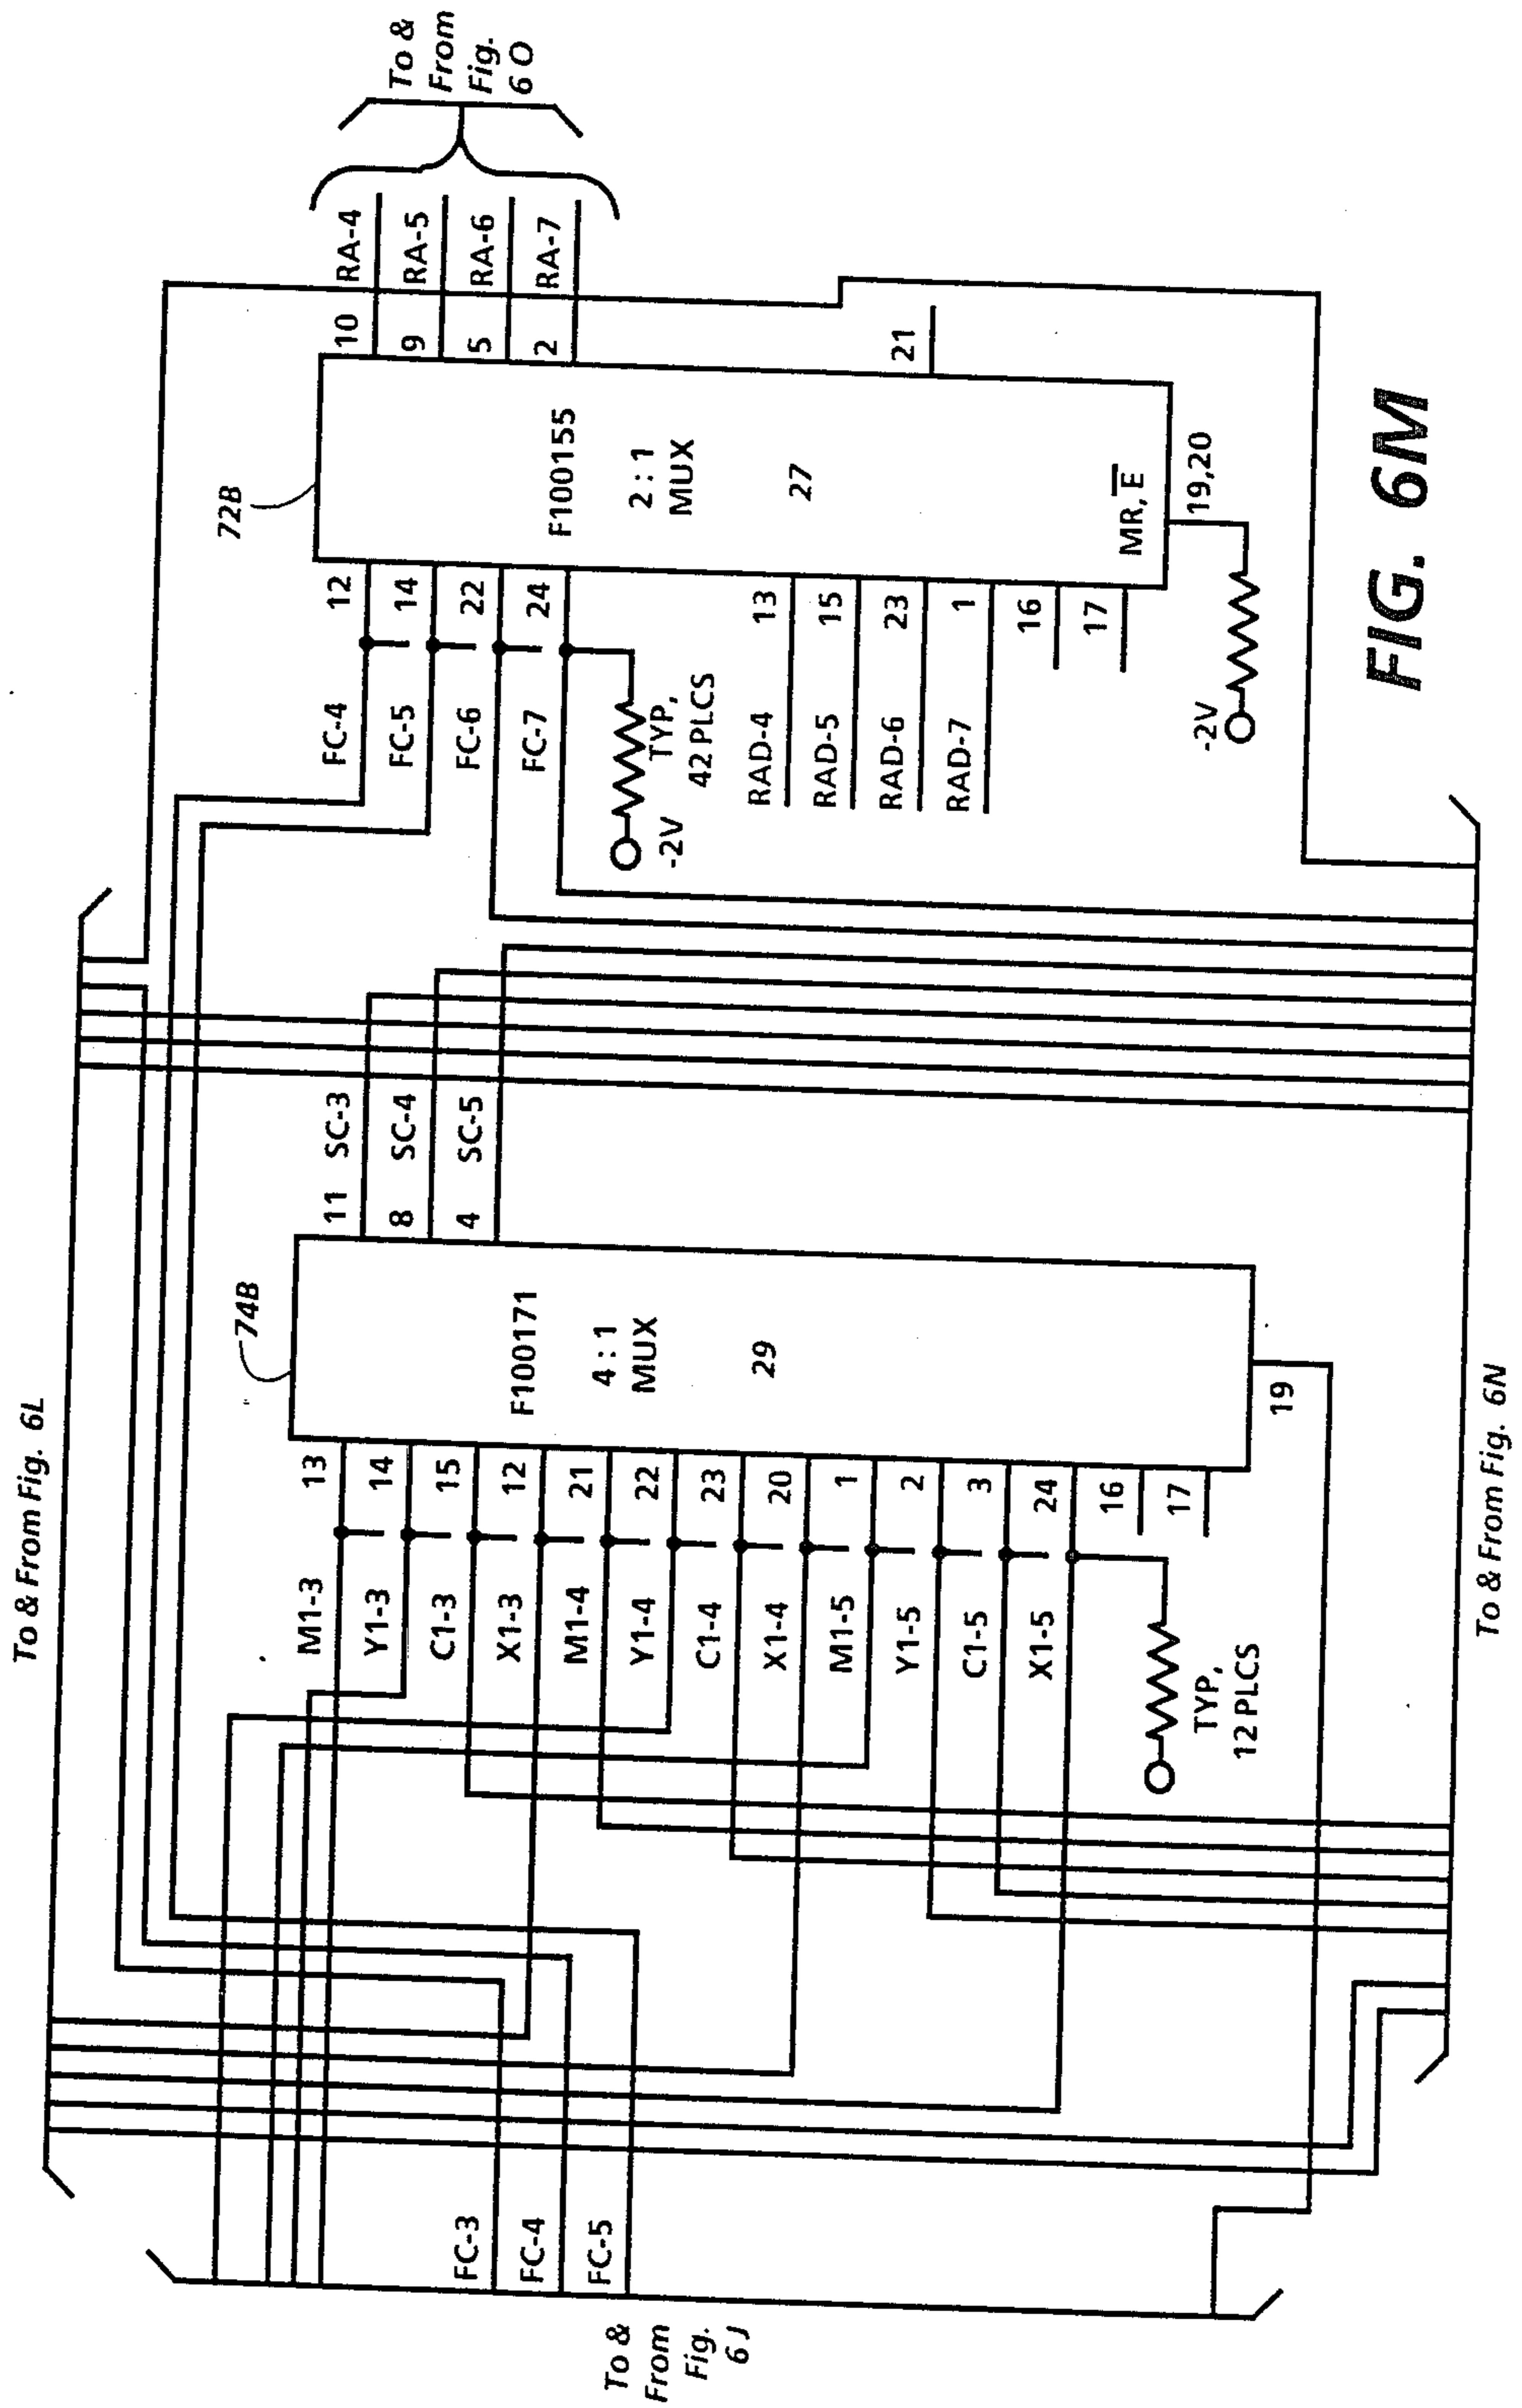 To & From Fig. 6L
To &
From
Fig.
6 J
FC-3
FC-4
FC-5
M1-3
13
Y1-3
14
C1-3
15
X1-3
12
M1-4
21
Y1-4
22
C1-4
23
X1-4
20
M1-5
1
Y1-5
2
C1-5
3
X1-5
24
16
17
TYP,
12 PLCS
74B
F100171
4 : 1
MUX
29
19
11 SC-3
8 SC-4
4 SC-5
FC-4
12
FC-5
14
FC-6
22
FC-7
24
-2V
TYP,
42 PLCS
RAD-4
13
RAD-5
15
RAD-6
23
RAD-7
1
16
17
72B
F100155
2 : 1
MUX
27
MR, E̅
19,20
-2V
10 RA-4
9 RA-5
5 RA-6
2 RA-7
21
To &
From
Fig.
6 O
To & From Fig. 6N
FIG. 6M